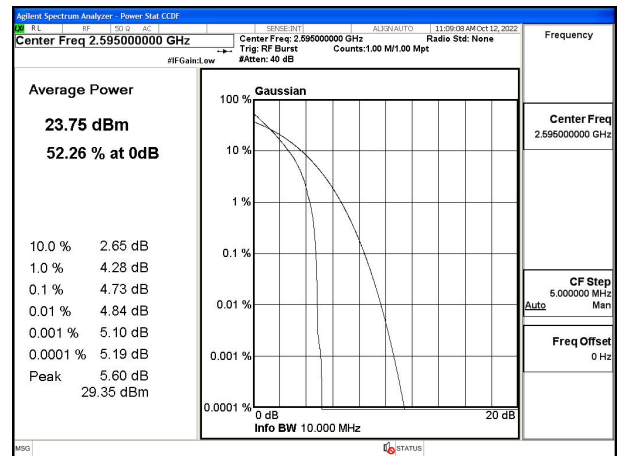 Agilent Spectrum Analyzer - Power Stat CCDF
RL RF 50 Ω AC SENSE:INT ALIGN AUTO 11:09:08 AM Oct 12, 2022
Center Freq 2.595000000 GHz
#IFGain:Low
Center Freq: 2.595000000 GHz
Radio Std: None
Trig: RF Burst
Counts:1.00 M/1.00 Mpt
#Atten: 40 dB
Frequency
Average Power
23.75 dBm
52.26 % at 0dB
10.0 % 2.65 dB
1.0 % 4.28 dB
0.1 % 4.73 dB
0.01 % 4.84 dB
0.001 % 5.10 dB
0.0001 % 5.19 dB
Peak 5.60 dB
29.35 dBm
Gaussian
100 %
10 %
1 %
0.1 %
0.01 %
0.001 %
0.0001 %
0 dB
20 dB
Info BW 10.000 MHz
Center Freq
2.595000000 GHz
CF Step
5.000000 MHz
Auto Man
Freq Offset
0 Hz
MSG
STATUS